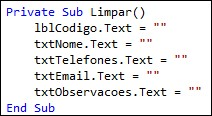 Private Sub Limpar()
    lblCodigo.Text = ""
    txtNome.Text = ""
    txtTelefones.Text = ""
    txtEmail.Text = ""
    txtObservacoes.Text = ""
End Sub